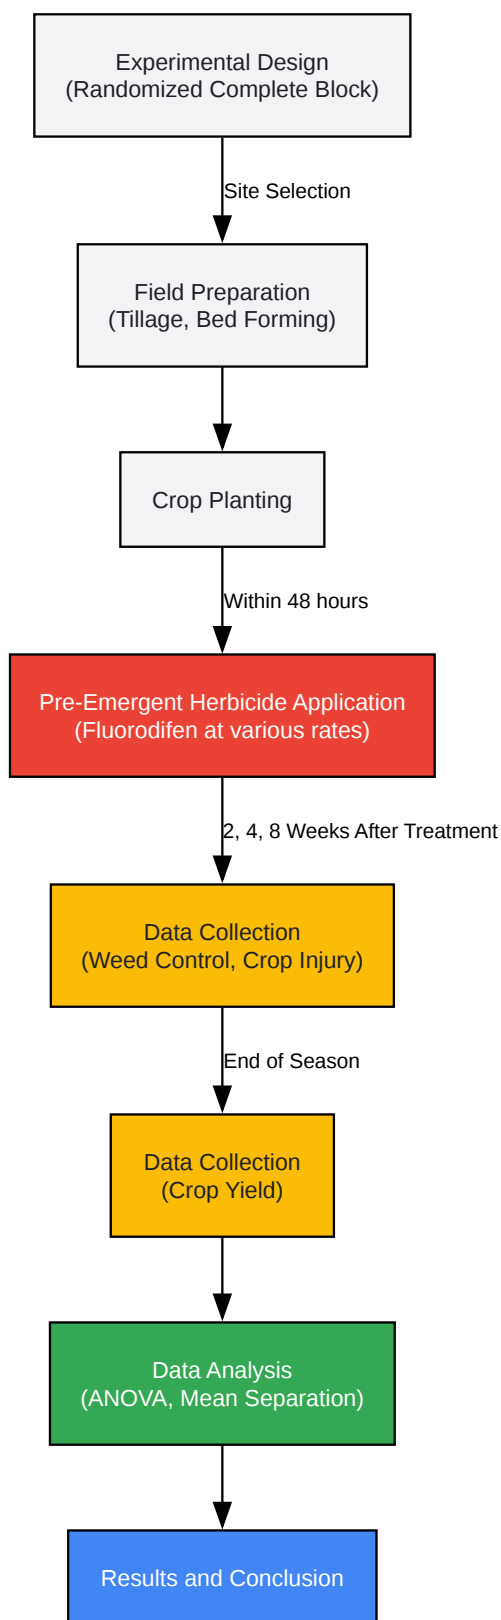 Experimental Design
(Randomized Complete Block)
Site Selection
Field Preparation
(Tillage, Bed Forming)
Crop Planting
Within 48 hours
Pre-Emergent Herbicide Application
(Fluorodifen at various rates)
2, 4, 8 Weeks After Treatment
Data Collection
(Weed Control, Crop Injury)
End of Season
Data Collection
(Crop Yield)
Data Analysis
(ANOVA, Mean Separation)
Results and Conclusion